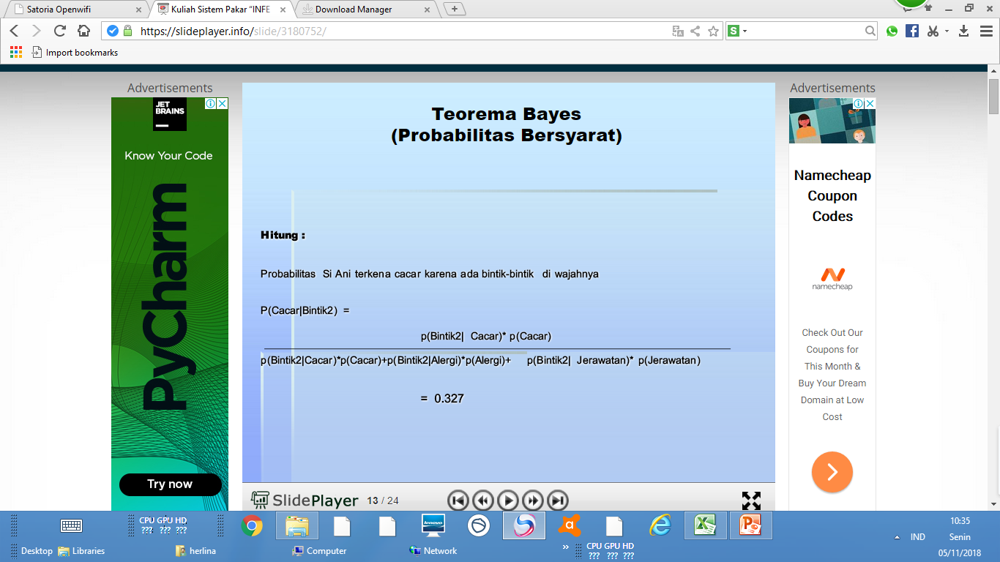 Satoria Openwifi
Kuliah Sistem Pakar “INFE
Download Manager
https://slideplayer.info/slide/3180752/
S
Import bookmarks
Advertisements
Advertisements
JET
BRAINS
Know Your Code
PyCharm
Try now
Teorema Bayes
(Probabilitas Bersyarat)
Hitung :
Probabilitas Si Ani terkena cacar karena ada bintik-bintik di wajahnya
P(Cacar|Bintik2) =
p(Bintik2| Cacar)* p(Cacar)
p(Bintik2|Cacar)*p(Cacar)+p(Bintik2|Alergi)*p(Alergi)+ p(Bintik2| Jerawatan)* p(Jerawatan)
= 0.327
SlidePlayer
13 / 24
Namecheap
Coupon
Codes
namecheap
Check Out Our
Coupons for
This Month &
Buy Your Dream
Domain at Low
Cost
CPU GPU HD
??? ??? ???
lenovo
10:35
IND
Senin
05/11/2018
Desktop
Libraries
herlina
Computer
Network
»
CPU GPU HD
??? ??? ???